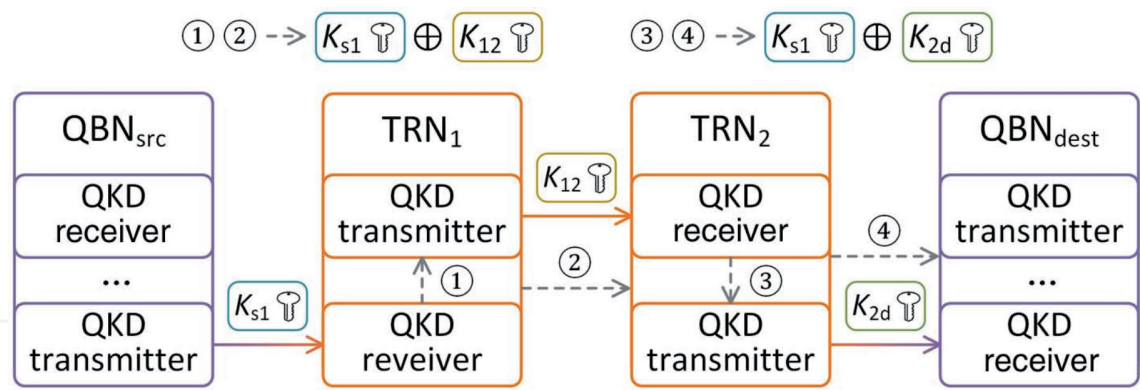 ① ② K_s1 ⊕ K_12
③ ④ K_s1 ⊕ K_2d
QBN_src
QKD
receiver
...
QKD
transmitter
K_s1
TRN_1
QKD
transmitter
①
QKD
reveiver
K_12
②
TRN_2
QKD
receiver
③
QKD
transmitter
④
K_2d
QBN_dest
QKD
transmitter
...
QKD
receiver